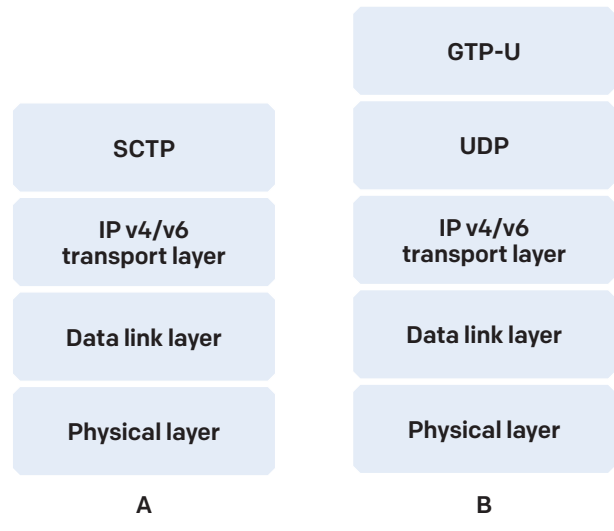 GTP-U
SCTP
UDP
IP v4/v6
transport layer
IP v4/v6
transport layer
Data link layer
Data link layer
Physical layer
Physical layer
A
B